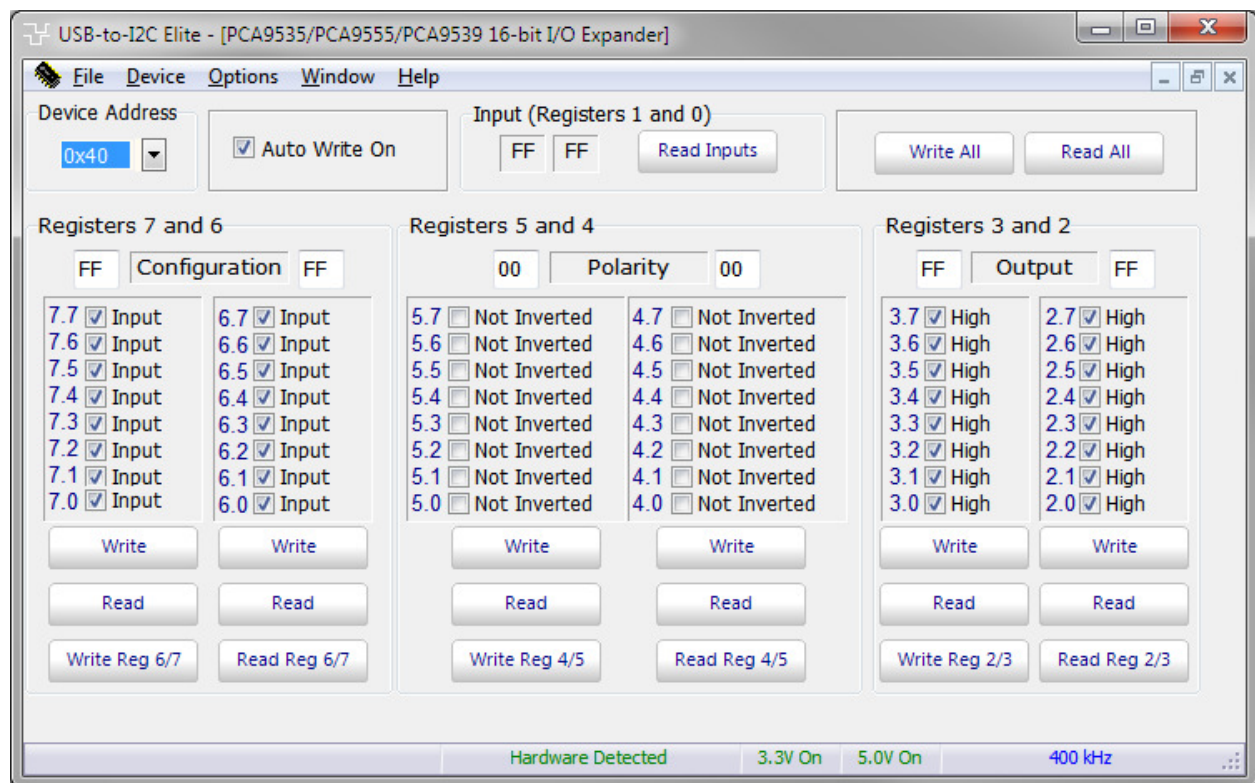 USB-to-I2C Elite - [PCA9535/PCA9555/PCA9539 16-bit I/O Expander]
File Device Options Window Help
Device Address
0x40
Auto Write On
Input (Registers 1 and 0)
FF FF Read Inputs
Write All Read All
Registers 7 and 6
FF Configuration FF
7.7 Input 6.7 Input
7.6 Input 6.6 Input
7.5 Input 6.5 Input
7.4 Input 6.4 Input
7.3 Input 6.3 Input
7.2 Input 6.2 Input
7.1 Input 6.1 Input
7.0 Input 6.0 Input
Write Write
Read Read
Write Reg 6/7 Read Reg 6/7
Registers 5 and 4
00 Polarity 00
5.7 Not Inverted 4.7 Not Inverted
5.6 Not Inverted 4.6 Not Inverted
5.5 Not Inverted 4.5 Not Inverted
5.4 Not Inverted 4.4 Not Inverted
5.3 Not Inverted 4.3 Not Inverted
5.2 Not Inverted 4.2 Not Inverted
5.1 Not Inverted 4.1 Not Inverted
5.0 Not Inverted 4.0 Not Inverted
Write Write
Read Read
Write Reg 4/5 Read Reg 4/5
Registers 3 and 2
FF Output FF
3.7 High 2.7 High
3.6 High 2.6 High
3.5 High 2.5 High
3.4 High 2.4 High
3.3 High 2.3 High
3.2 High 2.2 High
3.1 High 2.1 High
3.0 High 2.0 High
Write Write
Read Read
Write Reg 2/3 Read Reg 2/3
Hardware Detected 3.3V On 5.0V On 400 kHz